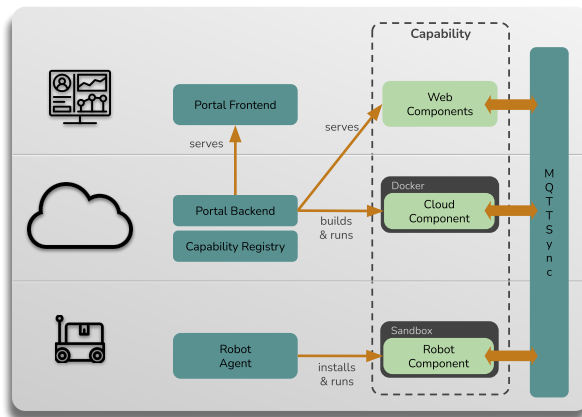 Capability
Portal Frontend
Web
Components
serves
serves
Docker
Cloud
Component
Portal Backend
builds
& runs
Capability Registry
M
Q
T
T
S
y
n
c
Sandbox
Robot
Agent
Robot
Component
installs
& runs